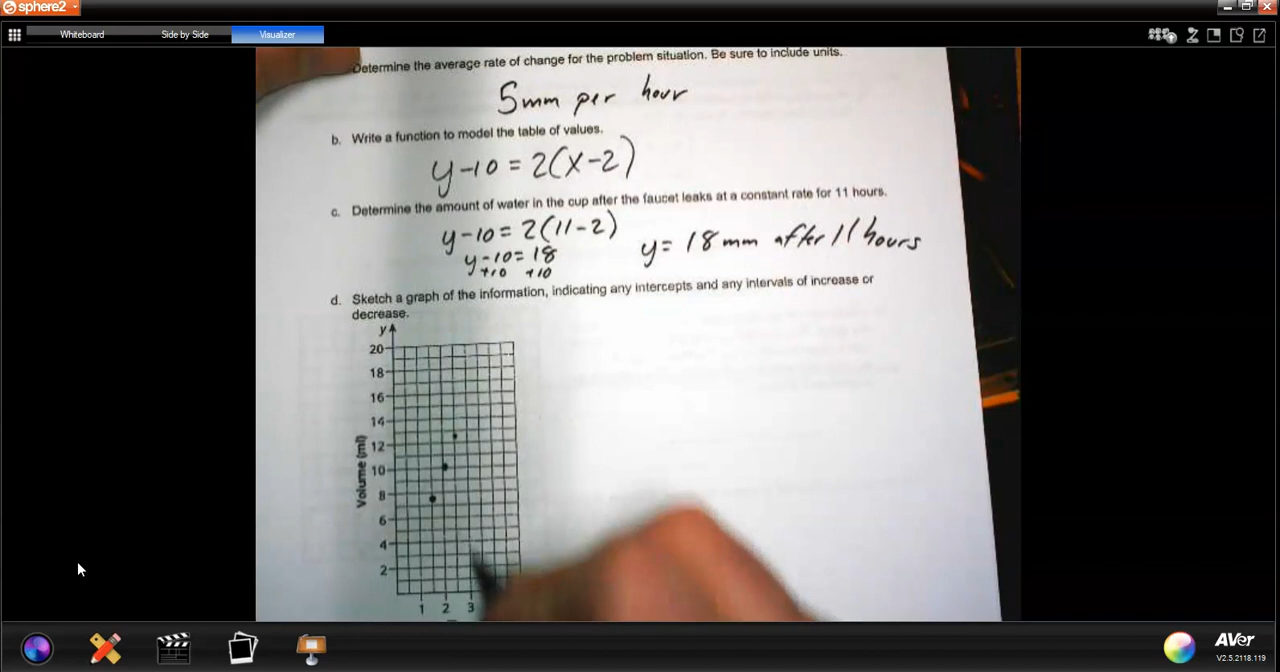 sphere2
Whiteboard Side by Side Visualizer
Determine the average rate of change for the problem situation. Be sure to include units.
5mm per hour
b. Write a function to model the table of values.
y-10 = 2(x-2)
c. Determine the amount of water in the cup after the faucet leaks at a constant rate for 11 hours.
y-10 = 2(11-2)
y-10 = 18
+10 +10
y = 18 mm after 11 hours
d. Sketch a graph of the information, indicating any intercepts and any intervals of increase or
decrease.
y
20
18
16
14
12
10
8
6
4
2
Volume (ml)
1 2 3
AVer
V2.5.2118.119